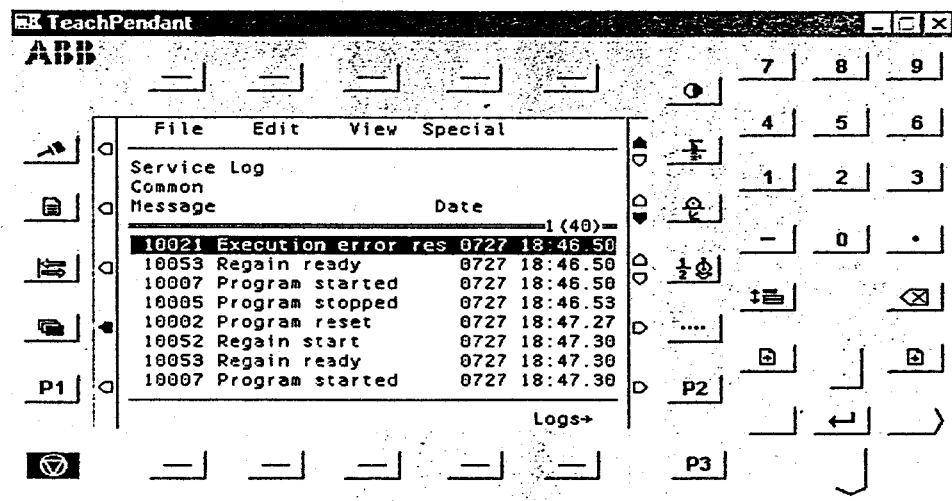 TeachPendant
ABB
7 8 9
File Edit View Special
4 5 6
Service Log
Common
1 2 3
Message Date
1(40)
- 0 .
10021 Execution error res 0727 18:46.50
10053 Regain ready 0727 18:46.50
10007 Program started 0727 18:46.50
10005 Program stopped 0727 18:46.53
10002 Program reset 0727 18:47.27
10052 Regain start 0727 18:47.30
10053 Regain ready 0727 18:47.30
10007 Program started 0727 18:47.30
P1 P2
Logs→
P3